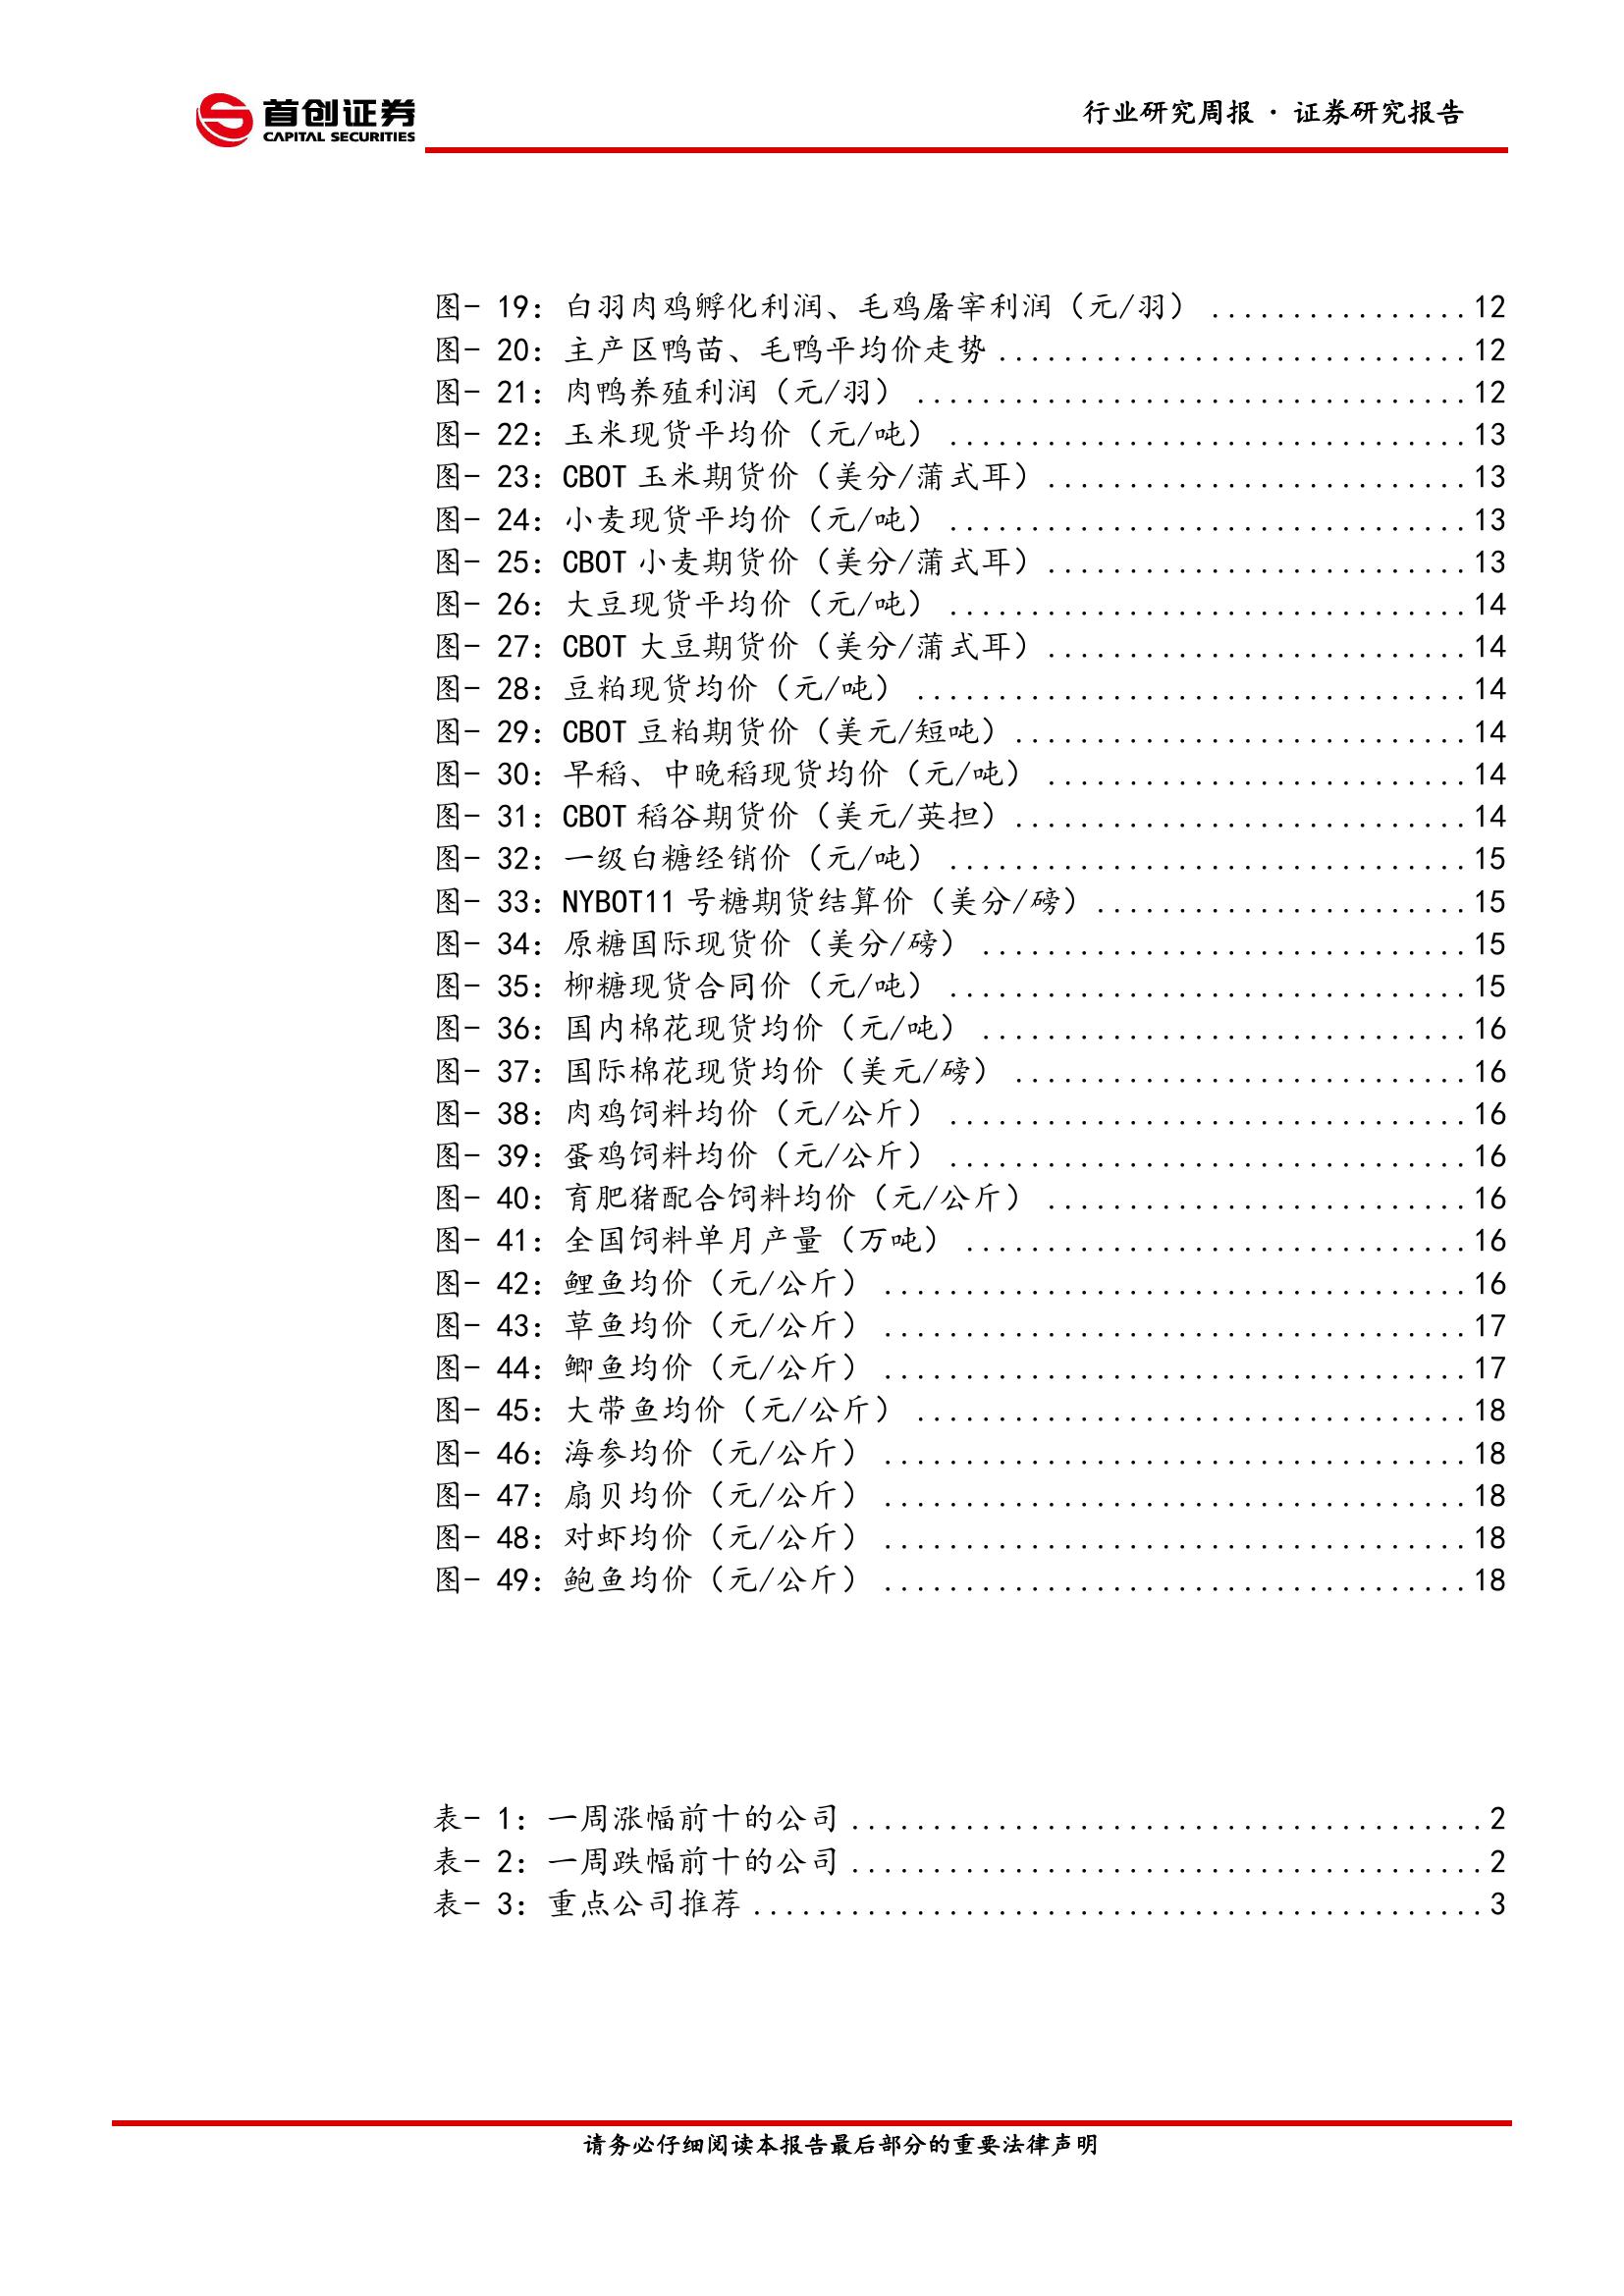 首创证券
CAPITAL SECURITIES
行业研究周报 · 证券研究报告
图- 19：白羽肉鸡孵化利润、毛鸡屠宰利润（元/羽） ................ 12
图- 20：主产区鸭苗、毛鸭平均价走势 ............................. 12
图- 21：肉鸭养殖利润（元/羽） .................................. 12
图- 22：玉米现货平均价（元/吨） ................................ 13
图- 23：CBOT 玉米期货价（美分/蒲式耳） .......................... 13
图- 24：小麦现货平均价（元/吨） ................................ 13
图- 25：CBOT 小麦期货价（美分/蒲式耳） .......................... 13
图- 26：大豆现货平均价（元/吨） ................................ 14
图- 27：CBOT 大豆期货价（美分/蒲式耳） .......................... 14
图- 28：豆粕现货均价（元/吨） .................................. 14
图- 29：CBOT 豆粕期货价（美元/短吨） ............................ 14
图- 30：早稻、中晚稻现货均价（元/吨） .......................... 14
图- 31：CBOT 稻谷期货价（美元/英担） ............................ 14
图- 32：一级白糖经销价（元/吨） ................................ 15
图- 33：NYBOT11 号糖期货结算价（美分/磅） ....................... 15
图- 34：原糖国际现货价（美分/磅） .............................. 15
图- 35：柳糖现货合同价（元/吨） ................................ 15
图- 36：国内棉花现货均价（元/吨） .............................. 16
图- 37：国际棉花现货均价（美元/磅） ............................ 16
图- 38：肉鸡饲料均价（元/公斤） ................................ 16
图- 39：蛋鸡饲料均价（元/公斤） ................................ 16
图- 40：育肥猪配合饲料均价（元/公斤） .......................... 16
图- 41：全国饲料单月产量（万吨） ............................... 16
图- 42：鲤鱼均价（元/公斤） .................................... 16
图- 43：草鱼均价（元/公斤） .................................... 17
图- 44：鲫鱼均价（元/公斤） .................................... 17
图- 45：大带鱼均价（元/公斤） .................................. 18
图- 46：海参均价（元/公斤） .................................... 18
图- 47：扇贝均价（元/公斤） .................................... 18
图- 48：对虾均价（元/公斤） .................................... 18
图- 49：鲍鱼均价（元/公斤） .................................... 18
表- 1：一周涨幅前十的公司 ....................................... 2
表- 2：一周跌幅前十的公司 ....................................... 2
表- 3：重点公司推荐 ............................................. 3
请务必仔细阅读本报告最后部分的重要法律声明